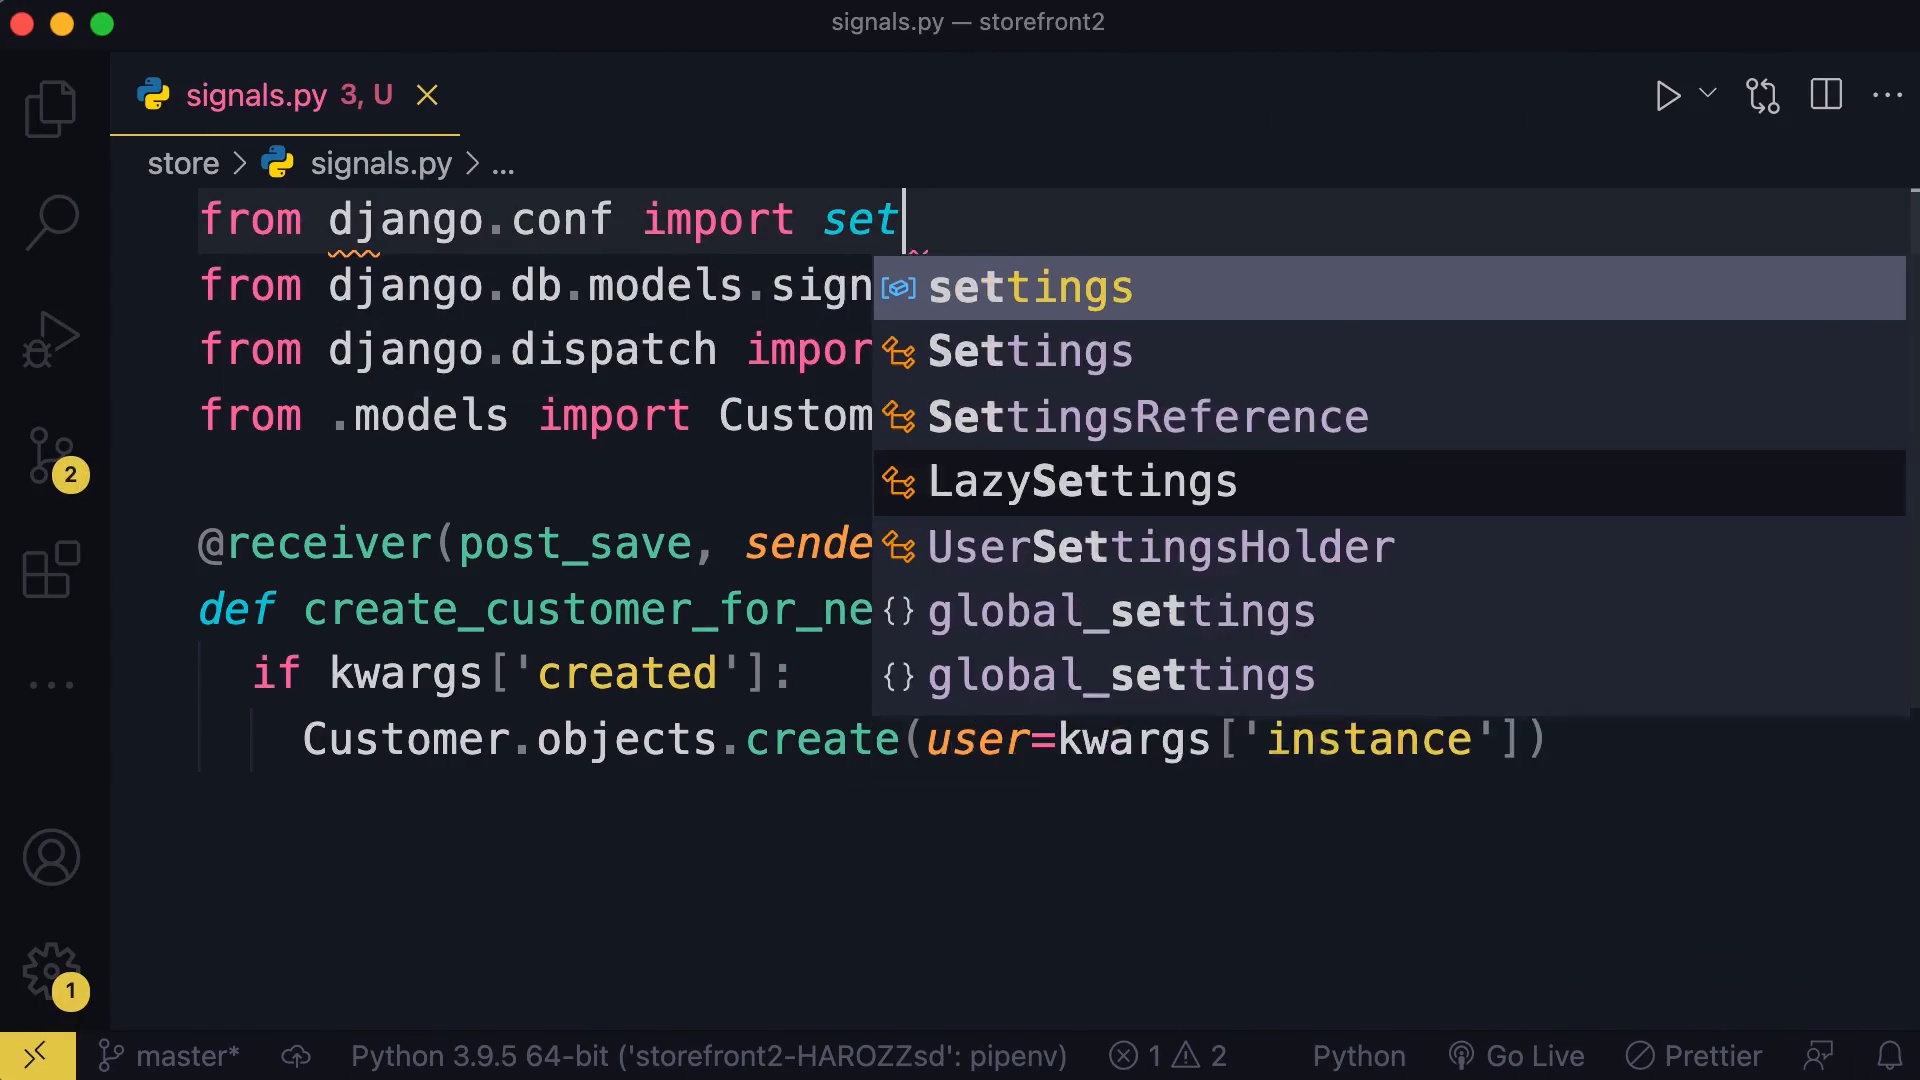 signals.py — storefront2
signals.py 3, U
store > signals.py > ...
from django.conf import set
from django.db.models.sign
from django.dispatch impor
from .models import Custom
settings
Settings
SettingsReference
LazySettings
UserSettingsHolder
global_settings
global_settings
@receiver(post_save, sende
def create_customer_for_ne
if kwargs['created']:
Customer.objects.create(user=kwargs['instance'])
2
1
master* Python 3.9.5 64-bit ('storefront2-HAROZZsd': pipenv) 1 2 Python Go Live Prettier